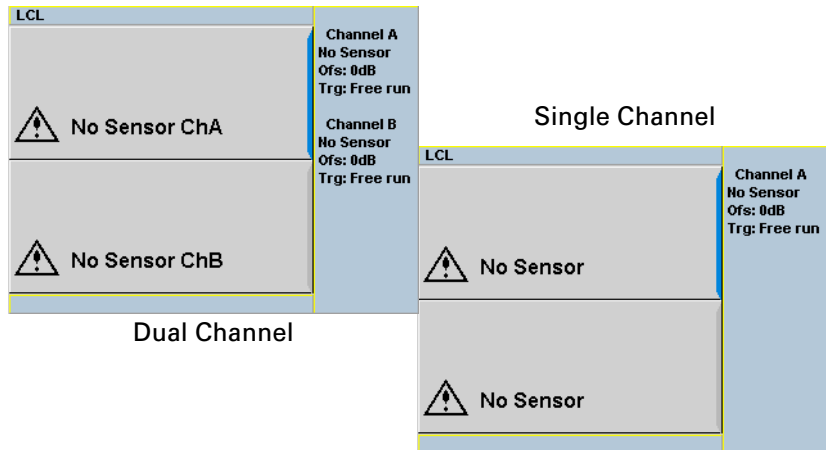 LCL
No Sensor ChA
No Sensor ChB
Channel A
No Sensor
Ofs: 0dB
Trg: Free run
Channel B
No Sensor
Ofs: 0dB
Trg: Free run
Dual Channel
Single Channel
LCL
No Sensor
No Sensor
Channel A
No Sensor
Ofs: 0dB
Trg: Free run